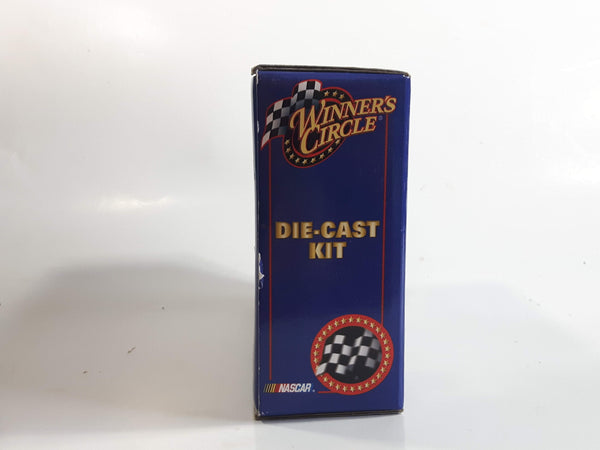 WINNER'S
CIRCLE®
DIE-CAST
KIT
NASCAR®